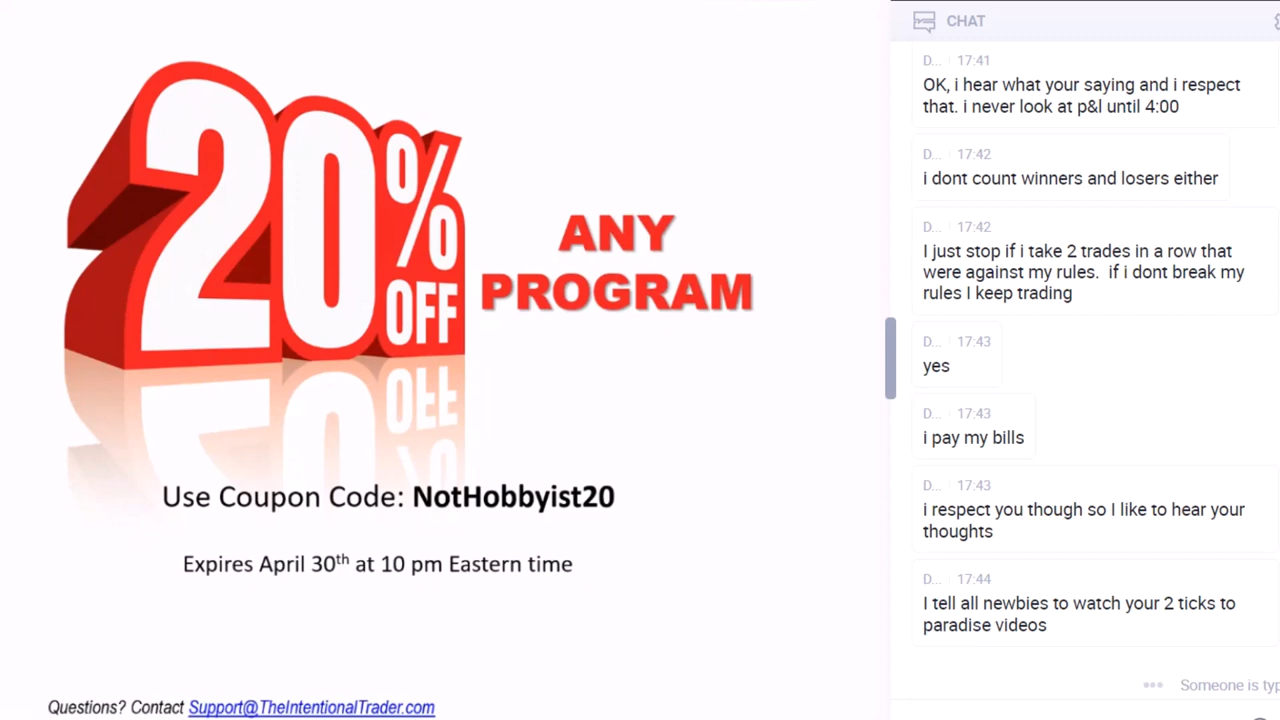 20% OFF
ANY
PROGRAM
Use Coupon Code: NotHobbyist20
Expires April 30th at 10 pm Eastern time
Questions? Contact Support@TheIntentionalTrader.com
CHAT
D... 17:41
OK, i hear what your saying and i respect
that. i never look at p&l until 4:00
D... 17:42
i dont count winners and losers either
D... 17:42
I just stop if i take 2 trades in a row that
were against my rules. if i dont break my
rules I keep trading
D... 17:43
yes
D... 17:43
i pay my bills
D... 17:43
i respect you though so I like to hear your
thoughts
D... 17:44
I tell all newbies to watch your 2 ticks to
paradise videos
Someone is typ